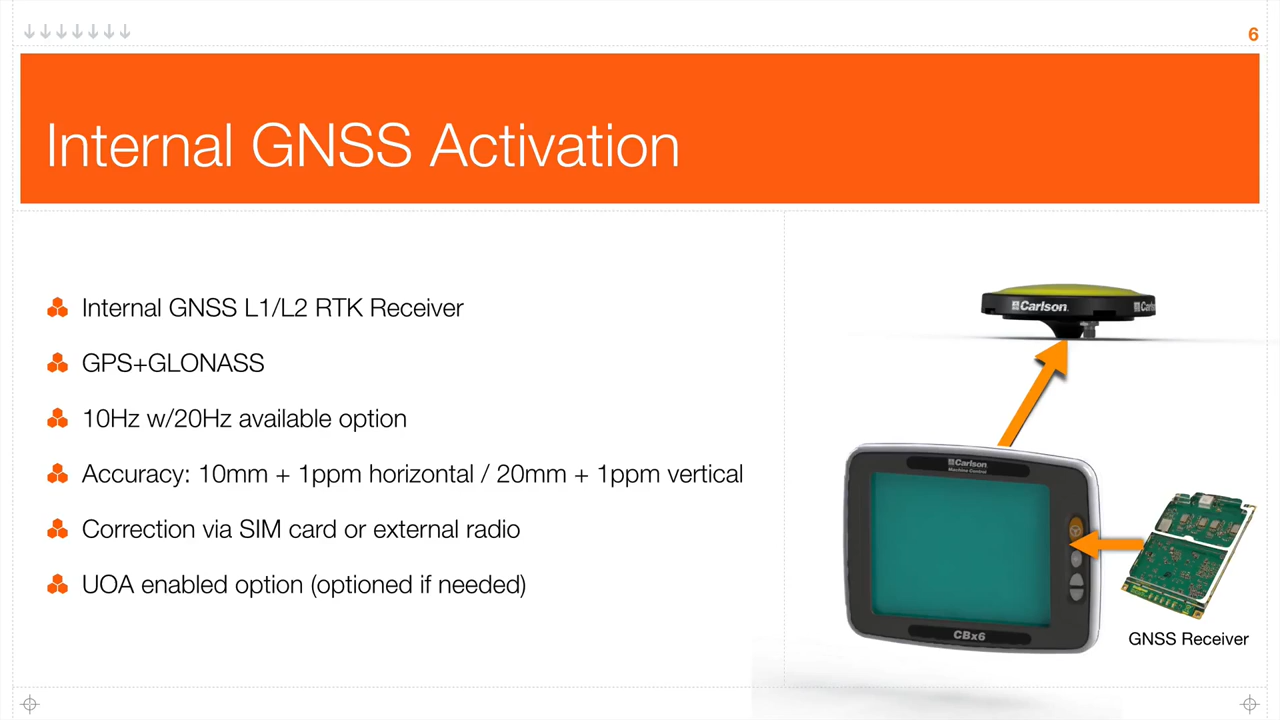 6
Internal GNSS Activation
Internal GNSS L1/L2 RTK Receiver
GPS+GLONASS
10Hz w/20Hz available option
Accuracy: 10mm + 1ppm horizontal / 20mm + 1ppm vertical
Correction via SIM card or external radio
UOA enabled option (optioned if needed)
Carlson
Carlson
Machine Control
CBx6
GNSS Receiver